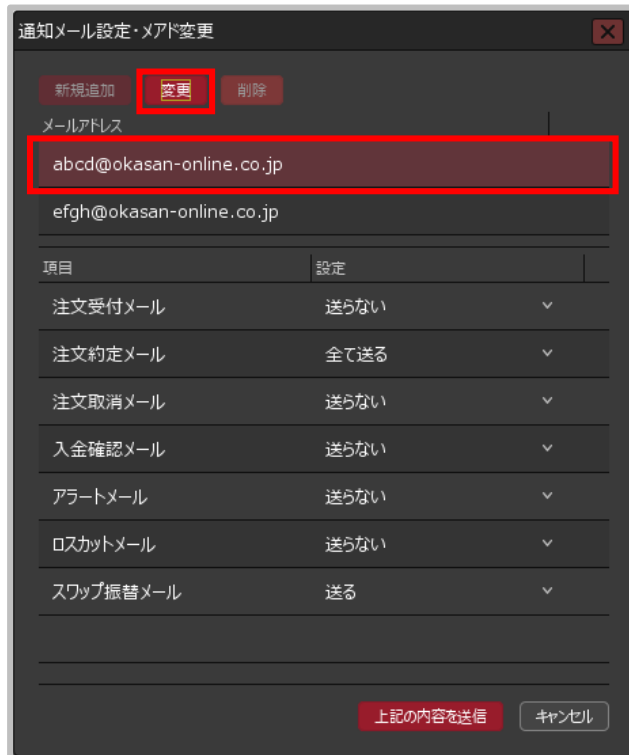 通知メール設定・メアド変更
新規追加 変更 削除
メールアドレス
abcd@okasan-online.co.jp
efgh@okasan-online.co.jp
項目 設定
注文受付メール 送らない
注文約定メール 全て送る
注文取消メール 送らない
入金確認メール 送らない
アラートメール 送らない
ロスカットメール 送らない
スワップ振替メール 送る
上記の内容を送信 キャンセル